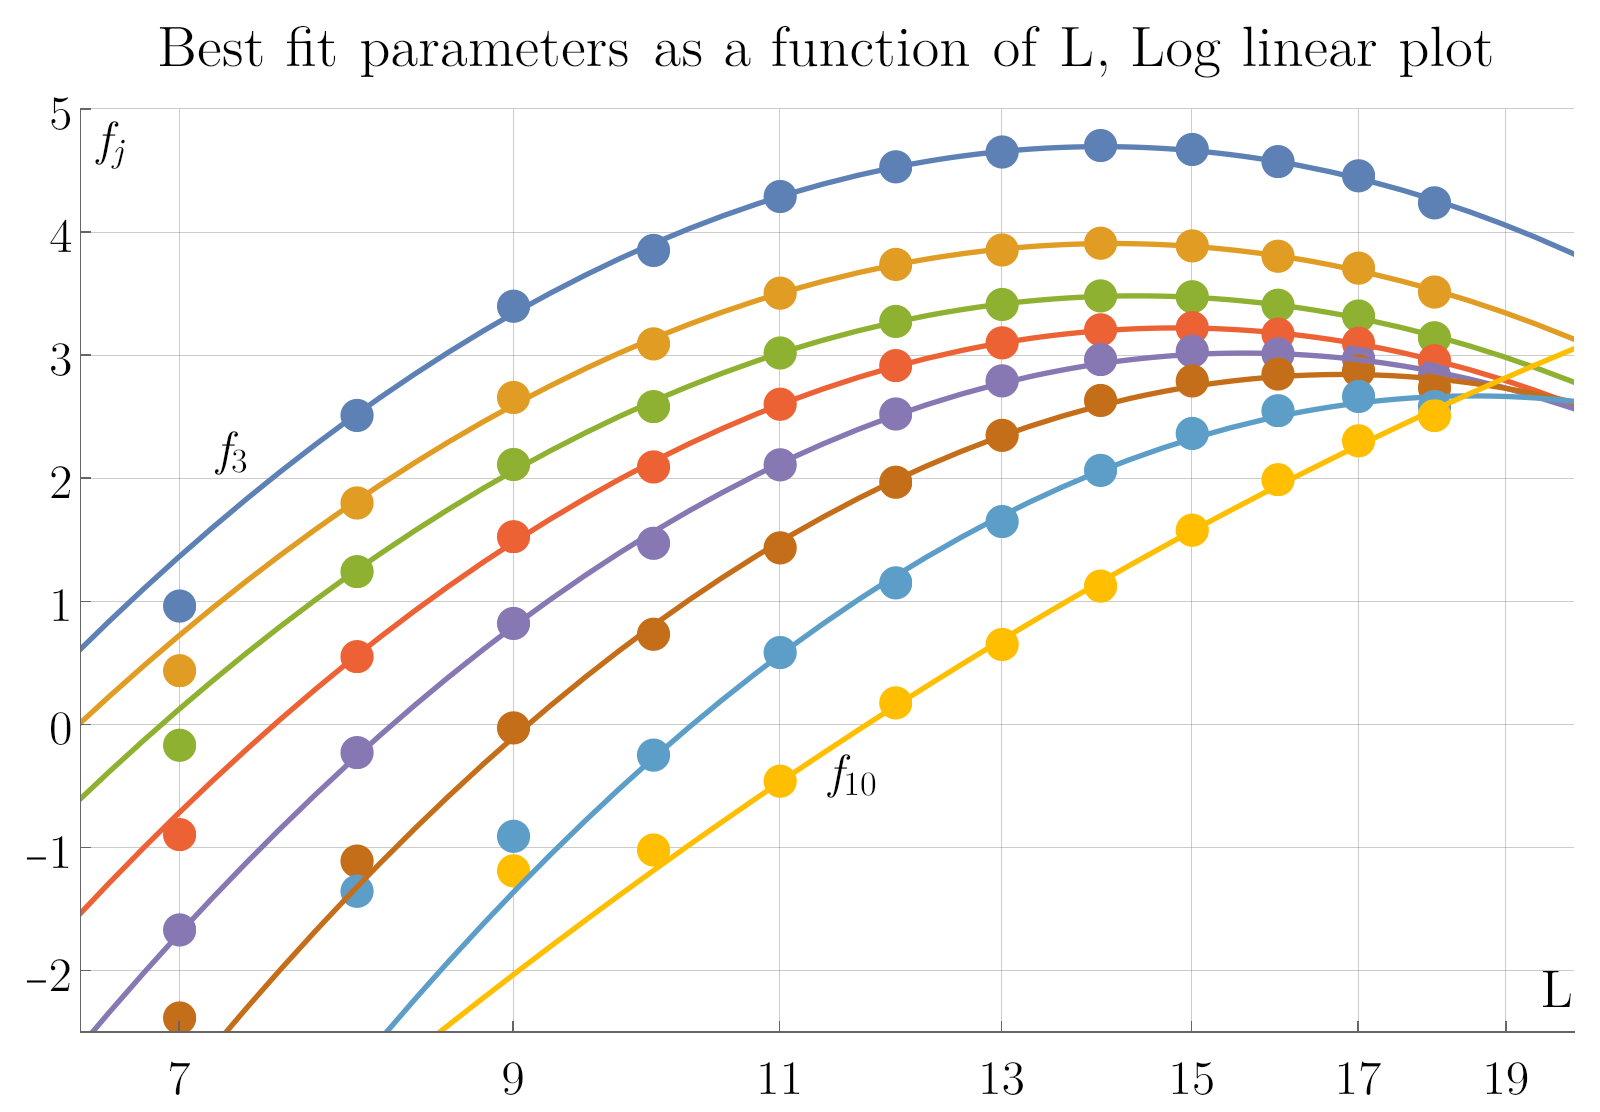 Best fit parameters as a function of L, Log linear plot
5
f_j
4
f_3
3
2
1
0
f_10
-1
-2
L
7 9 11 13 15 17 19